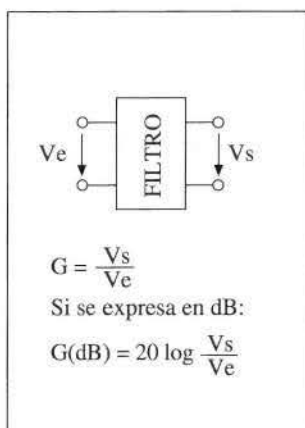 Ve
FILTRO
Vs
G = Vs/Ve
Si se expresa en dB:
G(dB) = 20 log Vs/Ve